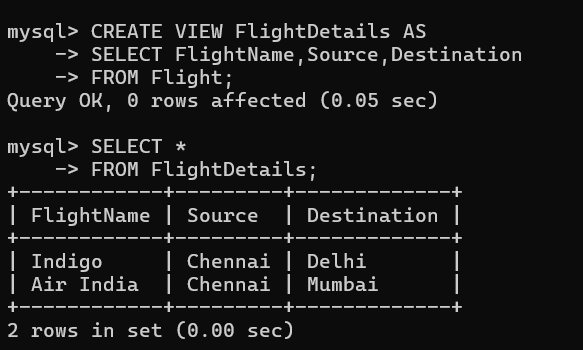 mysql> CREATE VIEW FlightDetails AS
    -> SELECT FlightName,Source,Destination
    -> FROM Flight;
Query OK, 0 rows affected (0.05 sec)

mysql> SELECT *
    -> FROM FlightDetails;
+------------+---------+-------------+
| FlightName | Source  | Destination |
+------------+---------+-------------+
| Indigo     | Chennai | Delhi       |
| Air India  | Chennai | Mumbai      |
+------------+---------+-------------+
2 rows in set (0.00 sec)